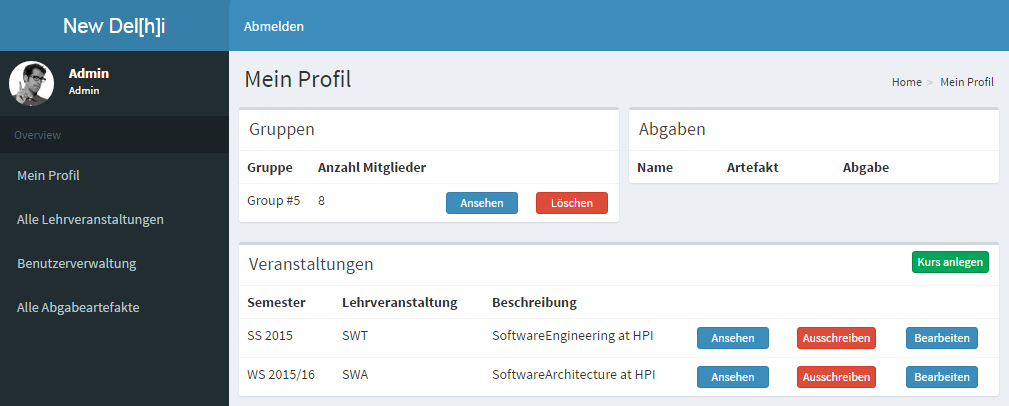 New Del[h]i
Abmelden
Admin
Admin
Overview
Mein Profil
Alle Lehrveranstaltungen
Benutzerverwaltung
Alle Abgabeartefakte
Mein Profil
Home > Mein Profil
Gruppen
Gruppe Anzahl Mitglieder
Group #5 8 Ansehen Löschen
Abgaben
Name Artefakt Abgabe
Veranstaltungen Kurs anlegen
Semester Lehrveranstaltung Beschreibung
SS 2015 SWT SoftwareEngineering at HPI Ansehen Ausschreiben Bearbeiten
WS 2015/16 SWA SoftwareArchitecture at HPI Ansehen Ausschreiben Bearbeiten